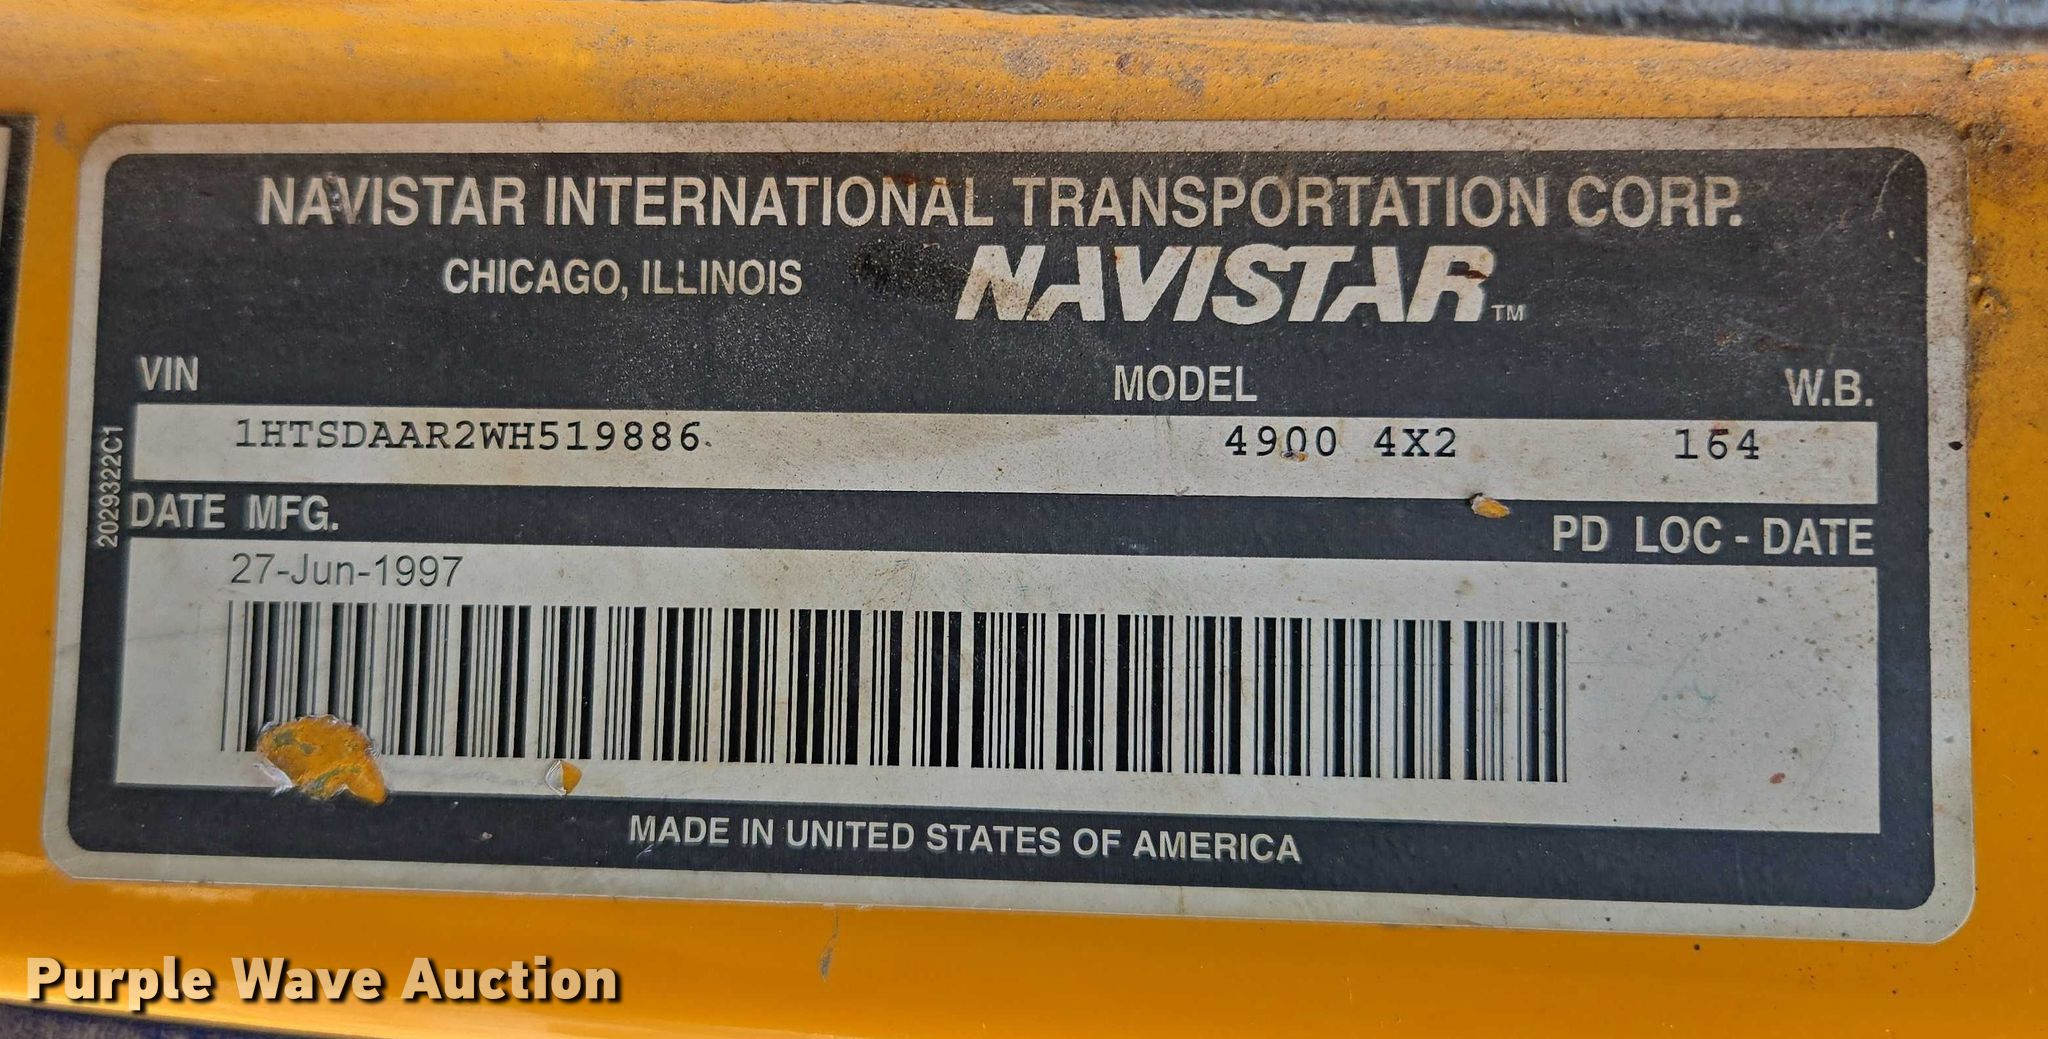 NAVISTAR INTERNATIONAL TRANSPORTATION CORP.
CHICAGO, ILLINOIS NAVISTAR™
VIN MODEL W.B.
1HTSDAAR2WH519886 4900 4X2 164
2029322C1
DATE MFG. PD LOC - DATE
27-Jun-1997
MADE IN UNITED STATES OF AMERICA
Purple Wave Auction